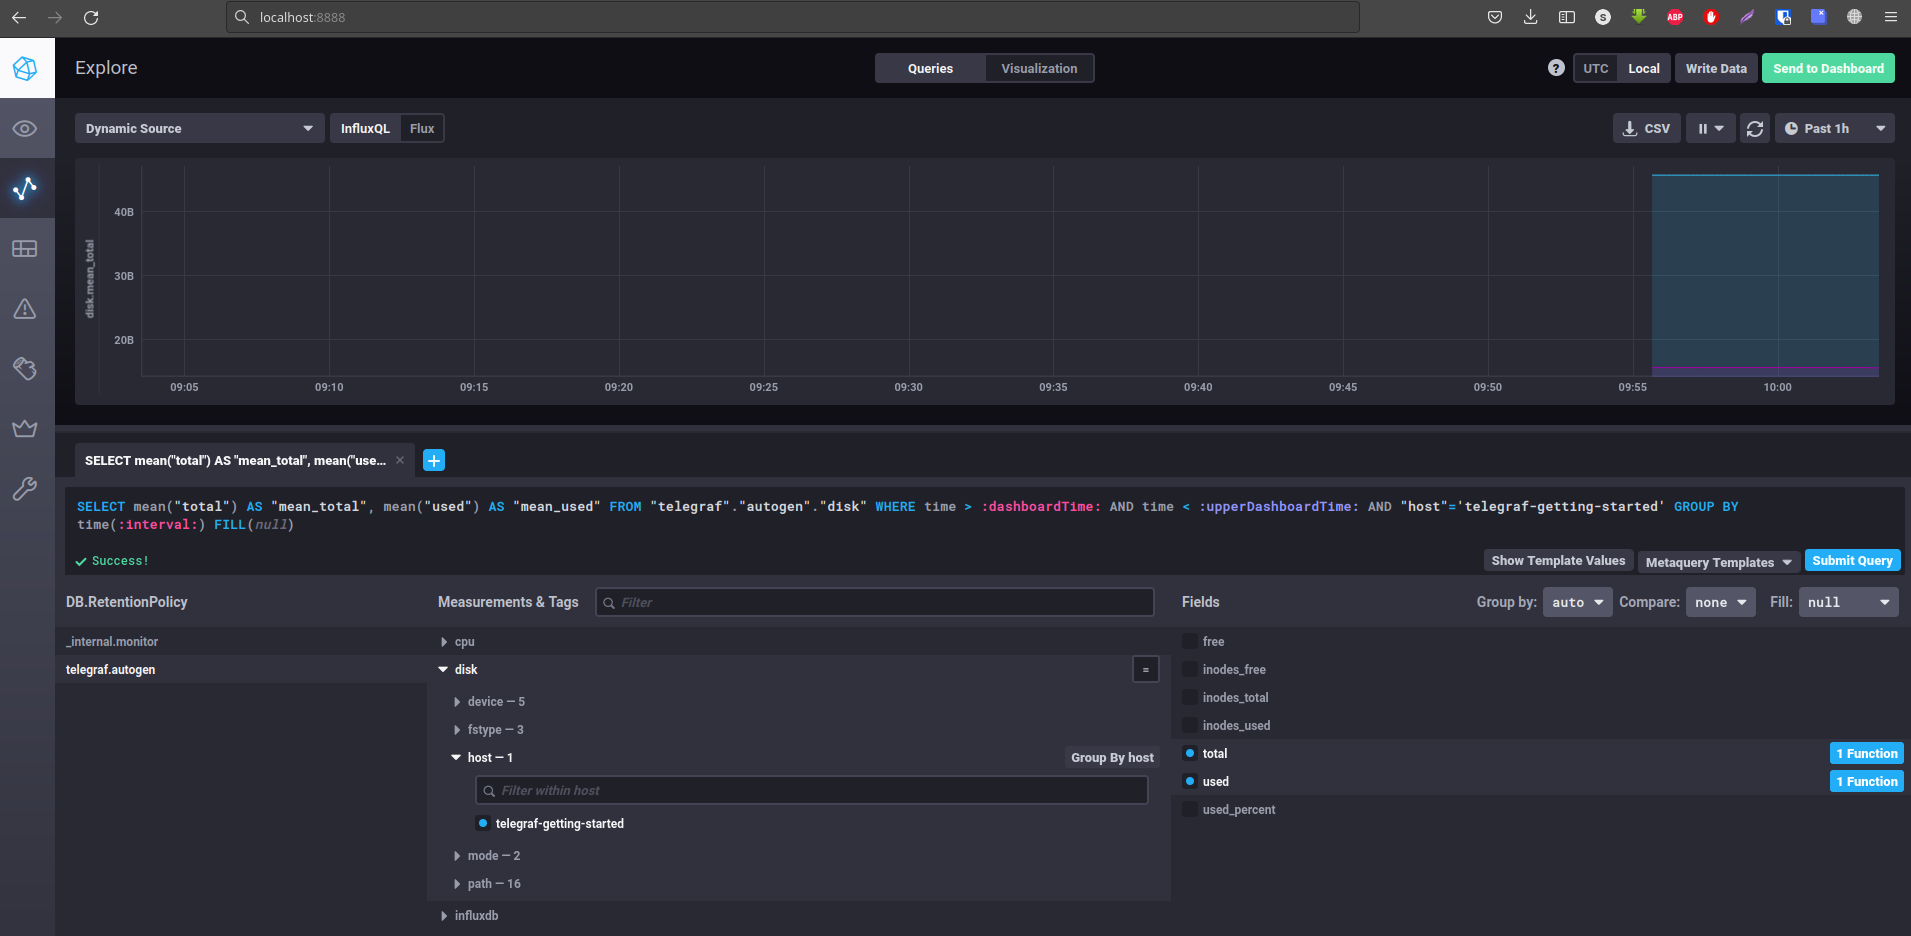 localhost:8888
S
ABP
Explore
Queries Visualization
? UTC Local Write Data Send to Dashboard
Dynamic Source InfluxQL Flux
CSV Past 1h
disk.mean_total
40B
30B
20B
09:05 09:10 09:15 09:20 09:25 09:30 09:35 09:40 09:45 09:50 09:55 10:00
SELECT mean("total") AS "mean_total", mean("use... × +
SELECT mean("total") AS "mean_total", mean("used") AS "mean_used" FROM "telegraf"."autogen"."disk" WHERE time > :dashboardTime: AND time < :upperDashboardTime: AND "host"='telegraf-getting-started' GROUP BY
time(:interval:) FILL(null)
Success!
Show Template Values Metaquery Templates Submit Query
DB.RetentionPolicy Measurements & Tags Filter Fields Group by: auto Compare: none Fill: null
_internal.monitor cpu free
telegraf.autogen disk = inodes_free
device — 5 inodes_total
fstype — 3 inodes_used
host — 1 Group By host total 1 Function
Filter within host used 1 Function
telegraf-getting-started used_percent
mode — 2
path — 16
influxdb